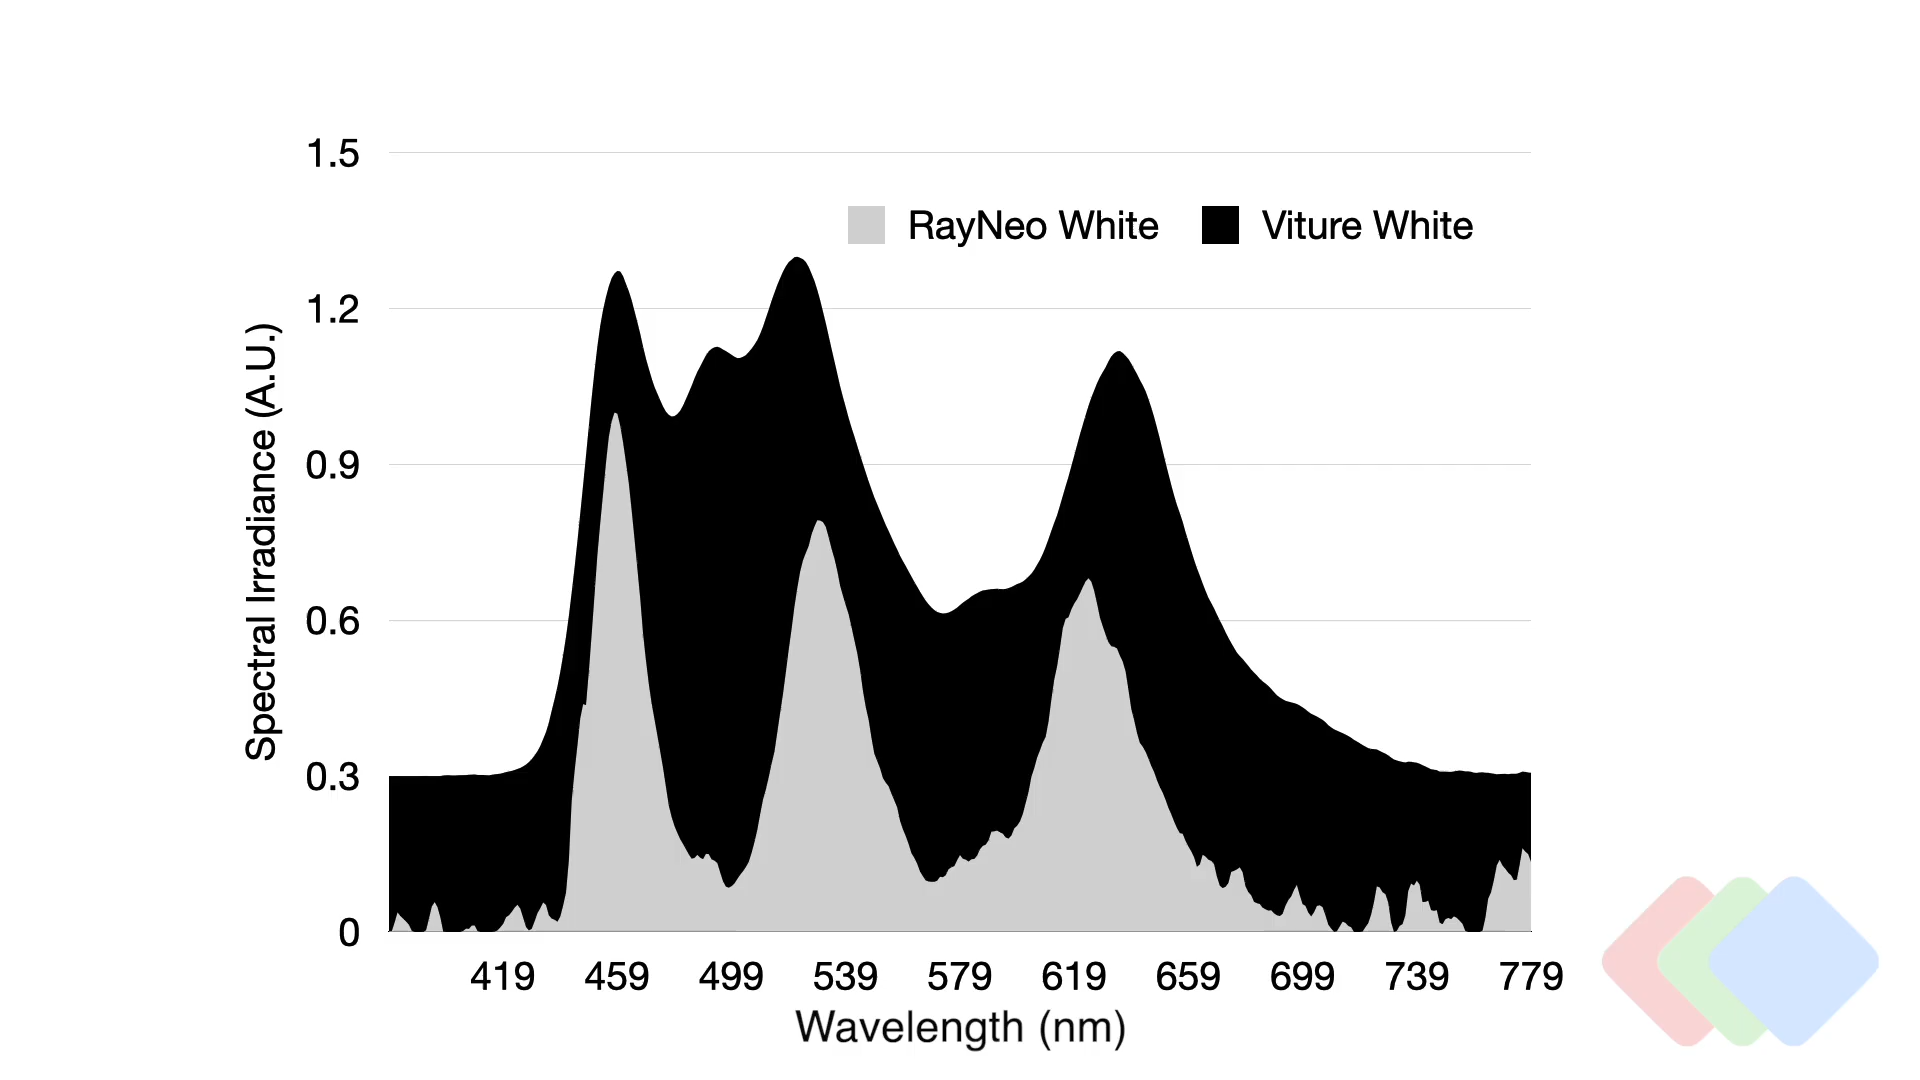 1.5
RayNeo White Viture White
1.2
0.9
0.6
0.3
0
Spectral Irradiance (A.U.)
419 459 499 539 579 619 659 699 739 779
Wavelength (nm)